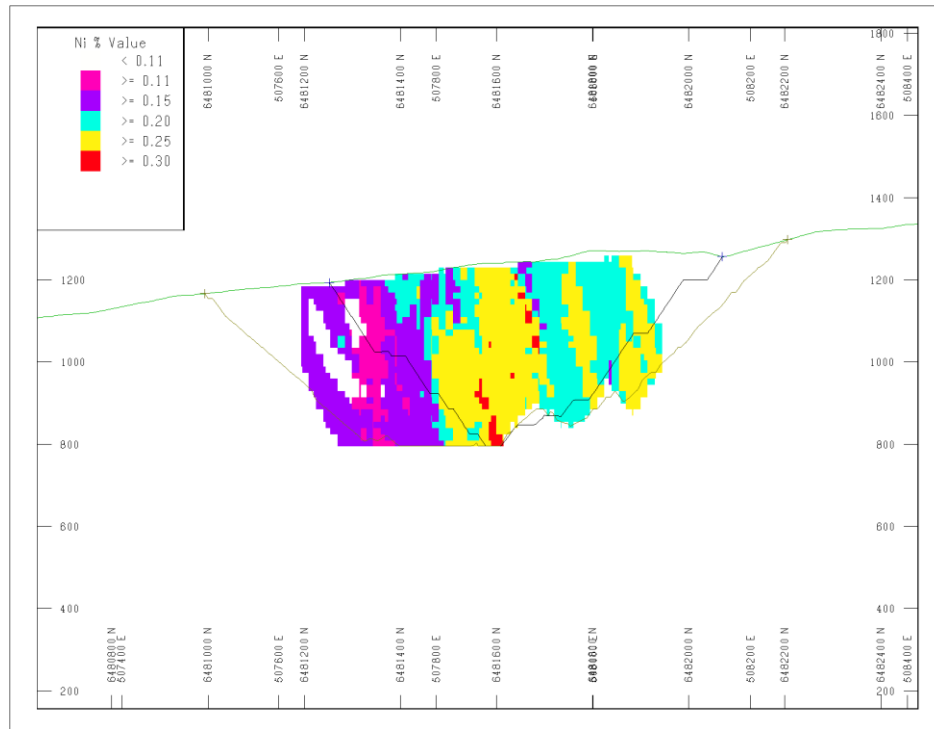 Ni % Value
< 0.11
>= 0.11
>= 0.15
>= 0.20
>= 0.25
>= 0.30
6481000 N
507600 E
6481200 N
6481400 N
507800 E
6481600 N
6482000 N
508200 E
6482200 N
6482400 N
508400 E
1800
1600
1400
1200
1200
1000
1000
800
800
600
600
400
400
200
200
6480800 N
507400 E
6481000 N
507600 E
6481200 N
6481400 N
507800 E
6481600 N
6482000 N
508200 E
6482200 N
6482400 N
508400 E